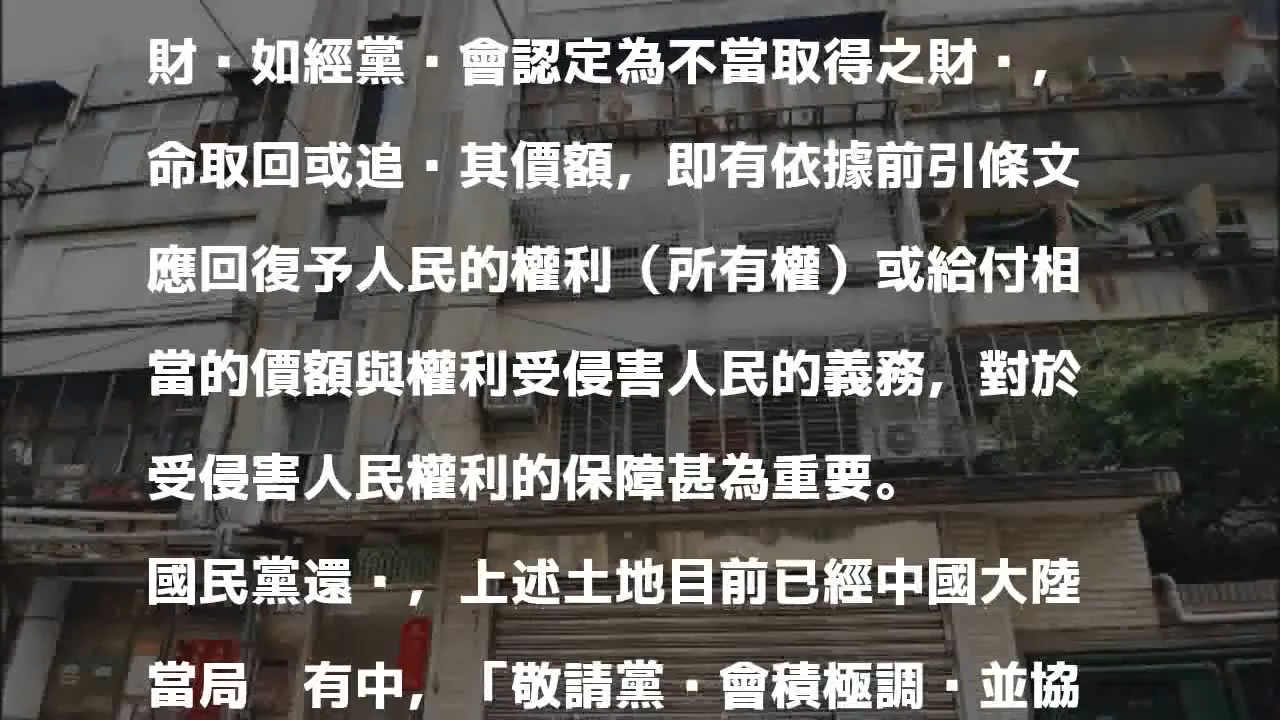 財·如經黨·會認定為不當取得之財·，
命取回或追·其價額，即有依據前引條文
應回復予人民的權利（所有權）或給付相
當的價額與權利受侵害人民的義務，對於
受侵害人民權利的保障甚為重要。
國民黨還·，上述土地目前已經中國大陸
當局　有中，「敬請黨·會積極調·並協